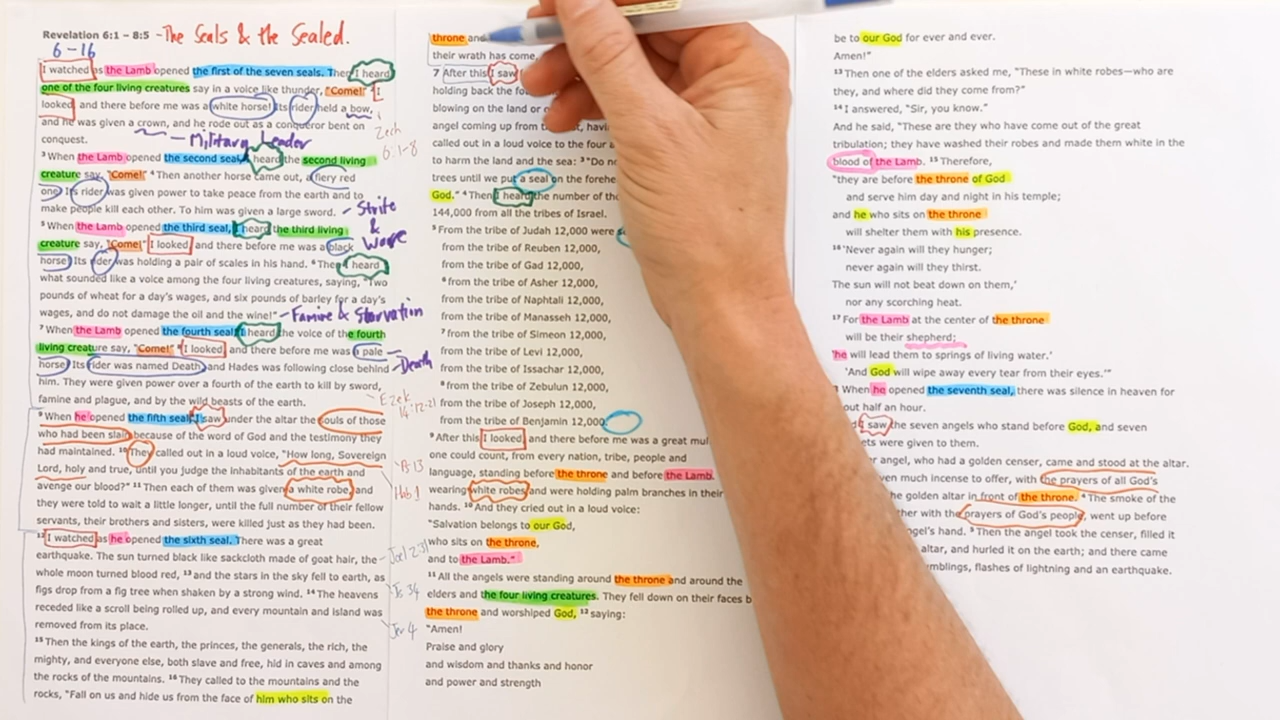 Revelation 6:1 – 8:5 - The Seals & the Sealed.
6 - 16
I watched as the Lamb opened the first of the seven seals. Then I heard
one of the four living creatures say in a voice like thunder, "Come!" ² I
looked, and there before me was a white horse! Its rider held a bow,
and he was given a crown, and he rode out as a conqueror bent on
conquest. - Military Leader
Zech
6:1-8
³ When the Lamb opened the second seal, I heard the second living
creature say, "Come!" ⁴ Then another horse came out, a fiery red
one. Its rider was given power to take peace from the earth and to
make people kill each other. To him was given a large sword. - Strife
&
⁵ When the Lamb opened the third seal, I heard the third living
creature say, "Come!" I looked, and there before me was a black
horse! Its rider was holding a pair of scales in his hand. ⁶ Then I heard
what sounded like a voice among the four living creatures, saying, "Two
pounds of wheat for a day's wages, and six pounds of barley for a day's
wages, and do not damage the oil and the wine!" - Famine & Starvation
⁷ When the Lamb opened the fourth seal, I heard the voice of the fourth
living creature say, "Come!" ⁸ I looked, and there before me was a pale
horse! Its rider was named Death, and Hades was following close behind - Death
him. They were given power over a fourth of the earth to kill by sword,
famine and plague, and by the wild beasts of the earth.
Ezek
14:12-21
⁹ When he opened the fifth seal, I saw under the altar the souls of those
who had been slain because of the word of God and the testimony they
had maintained. ¹⁰ They called out in a loud voice, "How long, Sovereign
Lord, holy and true, until you judge the inhabitants of the earth and
avenge our blood?" ¹¹ Then each of them was given a white robe, and
they were told to wait a little longer, until the full number of their fellow
servants, their brothers and sisters, were killed just as they had been.
Ps 13
Hab 1
¹² I watched as he opened the sixth seal. There was a great
earthquake. The sun turned black like sackcloth made of goat hair, the
whole moon turned blood red, ¹³ and the stars in the sky fell to earth, as
figs drop from a fig tree when shaken by a strong wind. ¹⁴ The heavens
receded like a scroll being rolled up, and every mountain and island was
removed from its place.
Joel 2:31
Is 34
Jer 4
¹⁵ Then the kings of the earth, the princes, the generals, the rich, the
mighty, and everyone else, both slave and free, hid in caves and among
the rocks of the mountains. ¹⁶ They called to the mountains and the
rocks, "Fall on us and hide us from the face of him who sits on the
throne and
their wrath has come,
7 After this I saw
holding back the fo
blowing on the land or
angel coming up from t
called out in a loud voice to the four a
to harm the land and the sea: ³ "Do n
trees until we put a seal on the forehe
God." ⁴ Then I heard the number of tho
144,000 from all the tribes of Israel.
⁵ From the tribe of Judah 12,000 were
from the tribe of Reuben 12,000,
from the tribe of Gad 12,000,
⁶ from the tribe of Asher 12,000,
from the tribe of Naphtali 12,000,
from the tribe of Manasseh 12,000,
⁷ from the tribe of Simeon 12,000,
from the tribe of Levi 12,000,
from the tribe of Issachar 12,000,
⁸ from the tribe of Zebulun 12,000,
from the tribe of Joseph 12,000,
from the tribe of Benjamin 12,000.
⁹ After this I looked, and there before me was a great mul
one could count, from every nation, tribe, people and
language, standing before the throne and before the Lamb.
wearing white robes and were holding palm branches in their
hands. ¹⁰ And they cried out in a loud voice:
"Salvation belongs to our God,
who sits on the throne,
and to the Lamb."
¹¹ All the angels were standing around the throne and around the
elders and the four living creatures. They fell down on their faces b
the throne and worshiped God, ¹² saying:
"Amen!
Praise and glory
and wisdom and thanks and honor
and power and strength
be to our God for ever and ever.
Amen!"
¹³ Then one of the elders asked me, "These in white robes—who are
they, and where did they come from?"
¹⁴ I answered, "Sir, you know."
And he said, "These are they who have come out of the great
tribulation; they have washed their robes and made them white in the
blood of the Lamb. ¹⁵ Therefore,
"they are before the throne of God
and serve him day and night in his temple;
and he who sits on the throne
will shelter them with his presence.
¹⁶ 'Never again will they hunger;
never again will they thirst.
The sun will not beat down on them,'
nor any scorching heat.
¹⁷ For the Lamb at the center of the throne
will be their shepherd;
'he will lead them to springs of living water.'
'And God will wipe away every tear from their eyes.'"
When he opened the seventh seal, there was silence in heaven for
out half an hour.
I saw the seven angels who stand before God, and seven
ets were given to them.
r angel, who had a golden censer, came and stood at the altar.
en much incense to offer, with the prayers of all God's
he golden altar in front of the throne. ⁴ The smoke of the
her with the prayers of God's people, went up before
gel's hand. ⁵ Then the angel took the censer, filled it
altar, and hurled it on the earth; and there came
mblings, flashes of lightning and an earthquake.